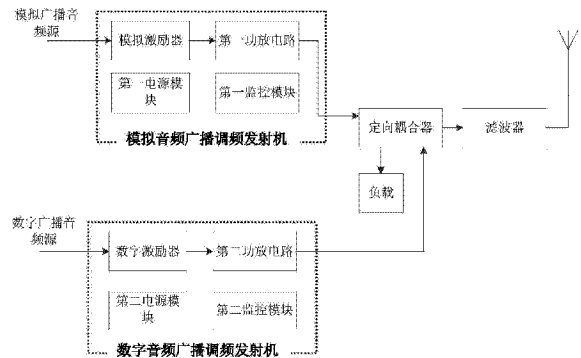 模拟广播音
频源
模拟激励器
第一功放电路
第一电源模
块
第一监控模块
模拟音频广播调频发射机
定向耦合器
滤波器
负载
数字广播音
频源
数字激励器
第二功放电路
第二电源模
块
第二监控模块
数字音频广播调频发射机